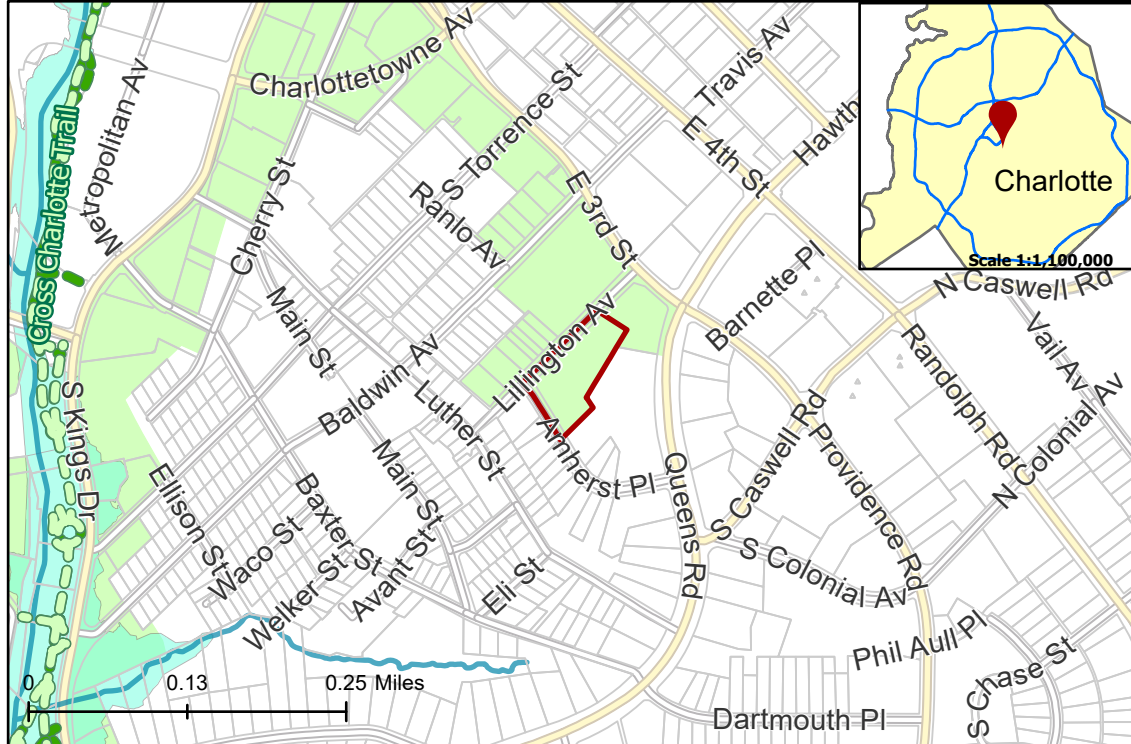 Charlottetowne Av
Metropolitan Av
Cross Charlotte Trail
Cherry St
S Torrence St
Ranlo Av
E Travis Av
E 4th St
Hawth
E 3rd St
Charlotte
Scale 1:1,100,000
N Caswell Rd
Barnette Pl
Vail Av
Randolph Rd
N Colonial Av
Main St
Baldwin Av
Lillington Av
Luther St
Amherst Pl
S Kings Dr
Ellison St
Main St
Baxter St
Waco St
Welker St
Avant St
Eli St
Queens Rd
S Caswell Rd
Providence Rd
S Colonial Av
Phil Aull Pl
S Chase St
Dartmouth Pl
0 0.13 0.25 Miles